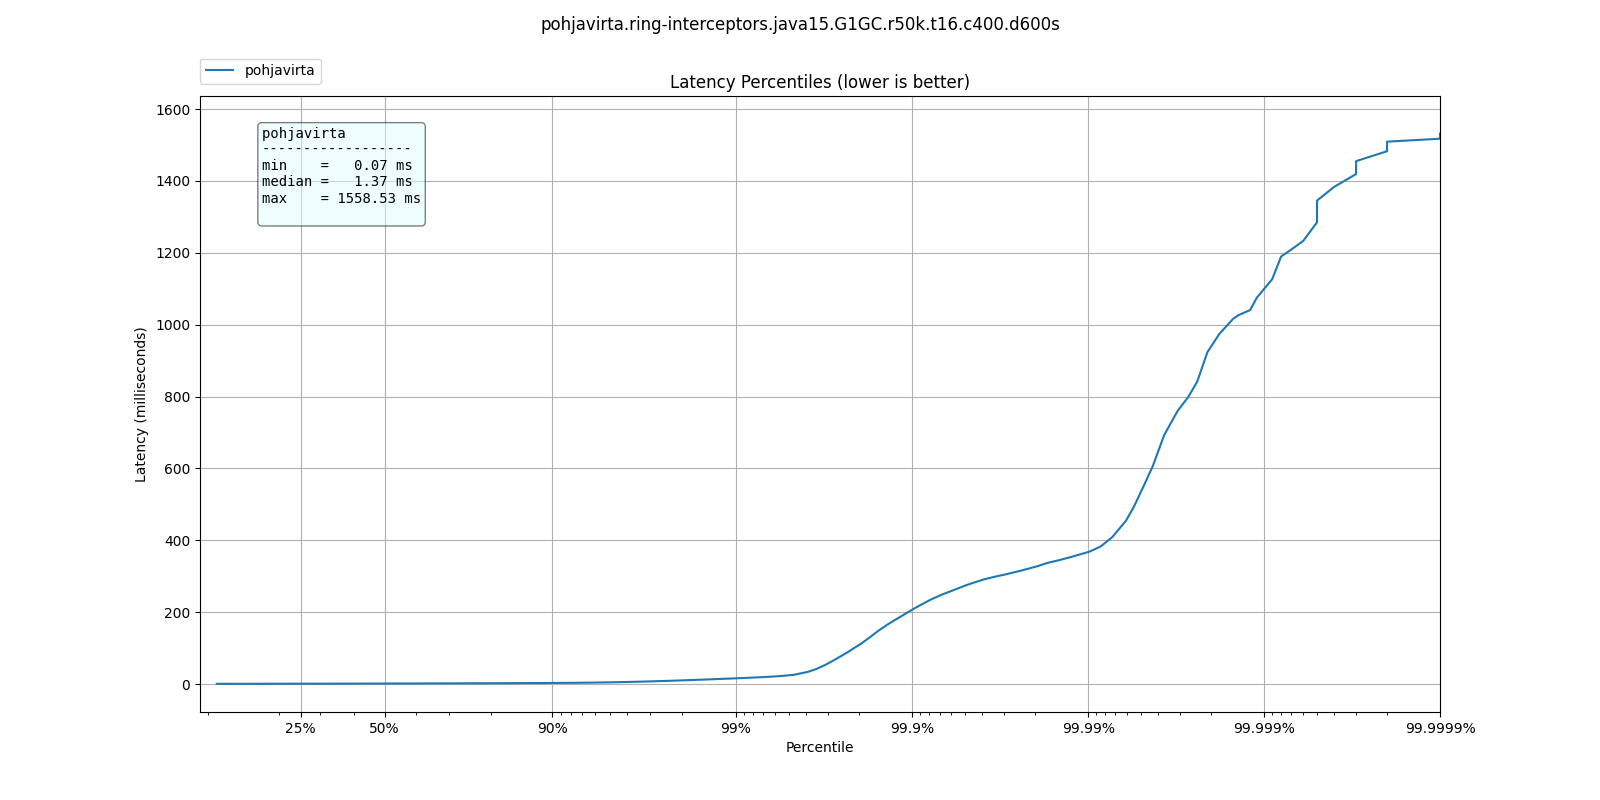 pohjavirta.ring-interceptors.java15.G1GC.r50k.t16.c400.d600s
pohjavirta
Latency Percentiles (lower is better)
1600
1400
1200
1000
800
600
400
200
0
Latency (milliseconds)
pohjavirta
------------------
min    =   0.07 ms
median =   1.37 ms
max    = 1558.53 ms
25% 50% 90% 99% 99.9% 99.99% 99.999% 99.9999%
Percentile